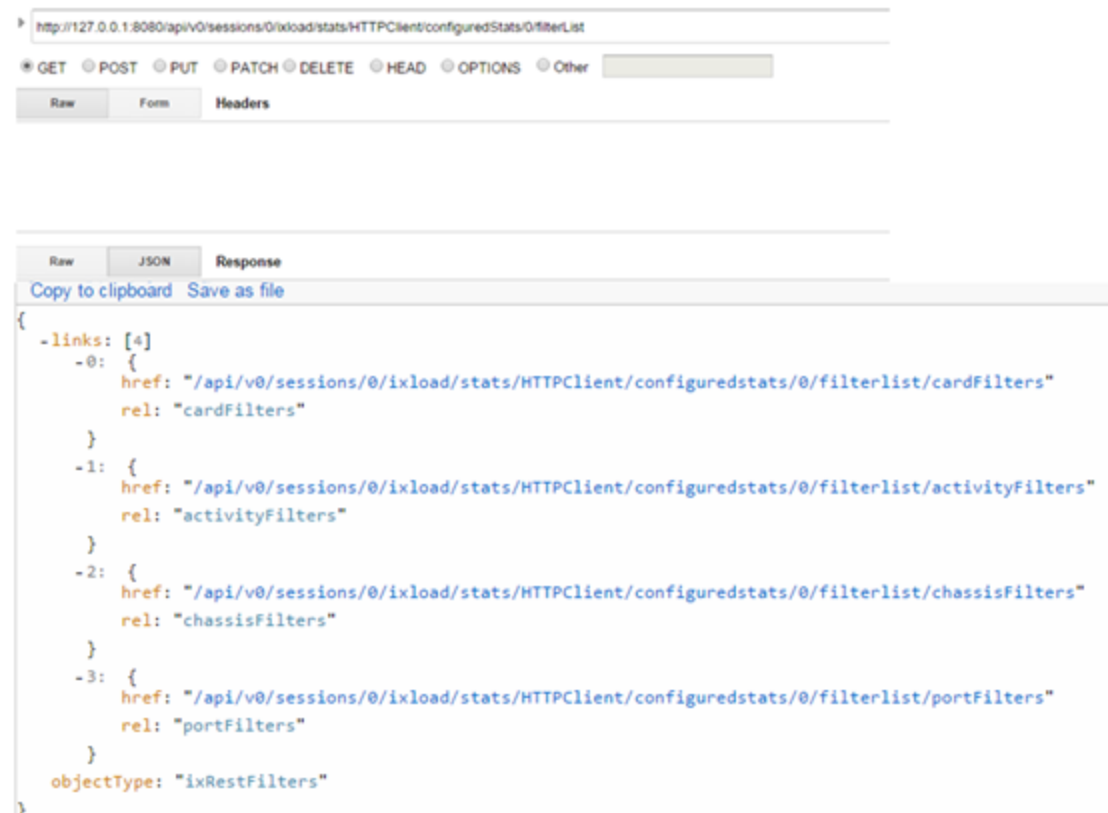 http://127.0.0.1:8080/api/v0/sessions/0/ixload/stats/HTTPClient/configuredStats/0/filterList
GET POST PUT PATCH DELETE HEAD OPTIONS Other
Raw Form Headers
Raw JSON Response
Copy to clipboard Save as file
{
-links: [4]
-0: {
href: "/api/v0/sessions/0/ixload/stats/HTTPClient/configuredstats/0/filterlist/cardFilters"
rel: "cardFilters"
}
-1: {
href: "/api/v0/sessions/0/ixload/stats/HTTPClient/configuredstats/0/filterlist/activityFilters"
rel: "activityFilters"
}
-2: {
href: "/api/v0/sessions/0/ixload/stats/HTTPClient/configuredstats/0/filterlist/chassisFilters"
rel: "chassisFilters"
}
-3: {
href: "/api/v0/sessions/0/ixload/stats/HTTPClient/configuredstats/0/filterlist/portFilters"
rel: "portFilters"
}
objectType: "ixRestFilters"
}